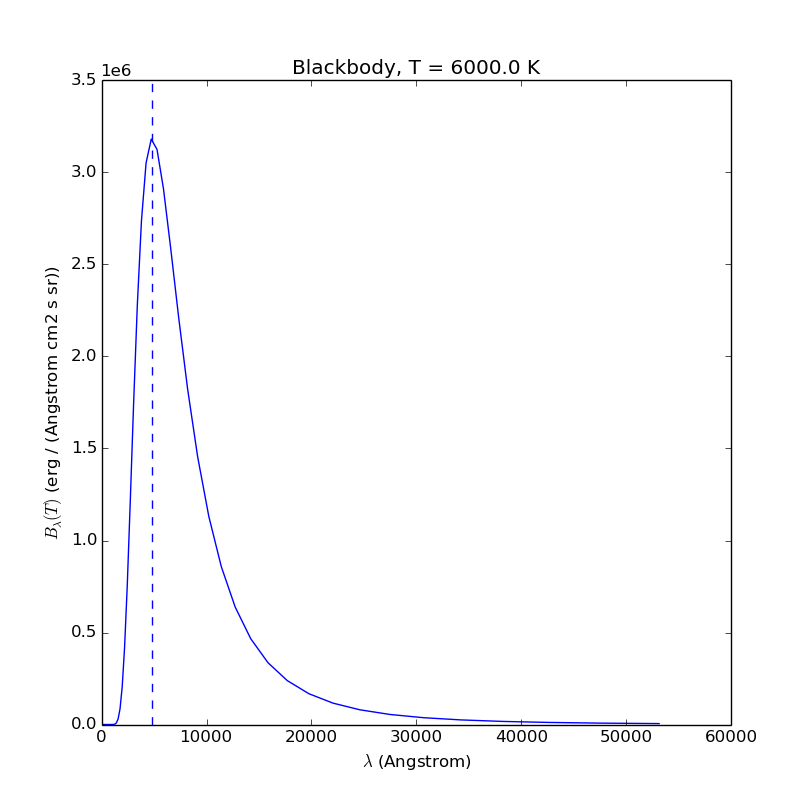 Blackbody, T = 6000.0 K
1e6
3.5
3.0
2.5
2.0
1.5
1.0
0.5
0.0
B_λ(T) (erg / (Angstrom cm2 s sr))
0 10000 20000 30000 40000 50000 60000
λ (Angstrom)